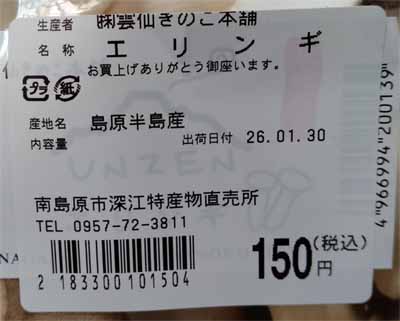 生産者 ㈱雲仙きのこ本舗
名称 エリンギ
お買上げありがとう御座います。
プラ 紙
産地名 島原半島産
内容量 出荷日付 26.01.30
UNZEN
南島原市深江特産物直売所
TEL 0957-72-3811
150円(税込)
2 183300 101504
4 966994 200139